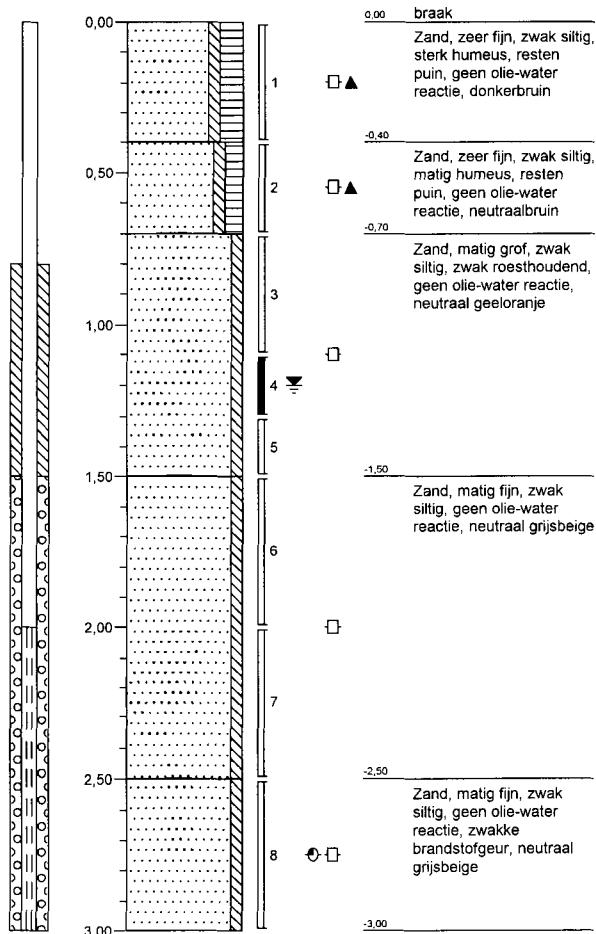 0,00
0,50
1,00
1,50
2,00
2,50
3,00
1
2
3
4
5
6
7
8
0,00
braak
Zand, zeer fijn, zwak siltig,
sterk humeus, resten
puin, geen olie-water
reactie, donkerbruin
-0,40
Zand, zeer fijn, zwak siltig,
matig humeus, resten
puin, geen olie-water
reactie, neutraalbruin
-0,70
Zand, matig grof, zwak
siltig, zwak roesthoudend,
geen olie-water reactie,
neutraal geeloranje
-1,50
Zand, matig fijn, zwak
siltig, geen olie-water
reactie, neutraal grijsbeige
-2,50
Zand, matig fijn, zwak
siltig, geen olie-water
reactie, zwakke
brandstofgeur, neutraal
grijsbeige
-3,00